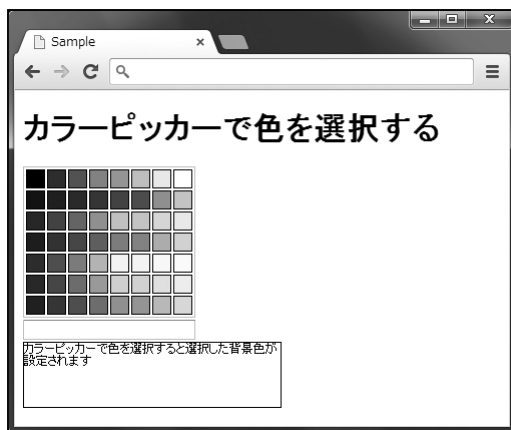 Sample
カラーピッカーで色を選択する
カラーピッカーで色を選択すると選択した背景色が
設定されます